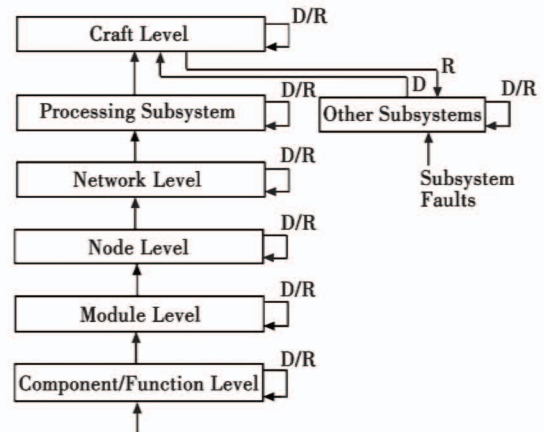 D/R
Craft Level
R
D
D/R
D/R
Processing Subsystem
Other Subsystems
D/R
Network Level
Subsystem
Faults
D/R
Node Level
D/R
Module Level
D/R
Component/Function Level